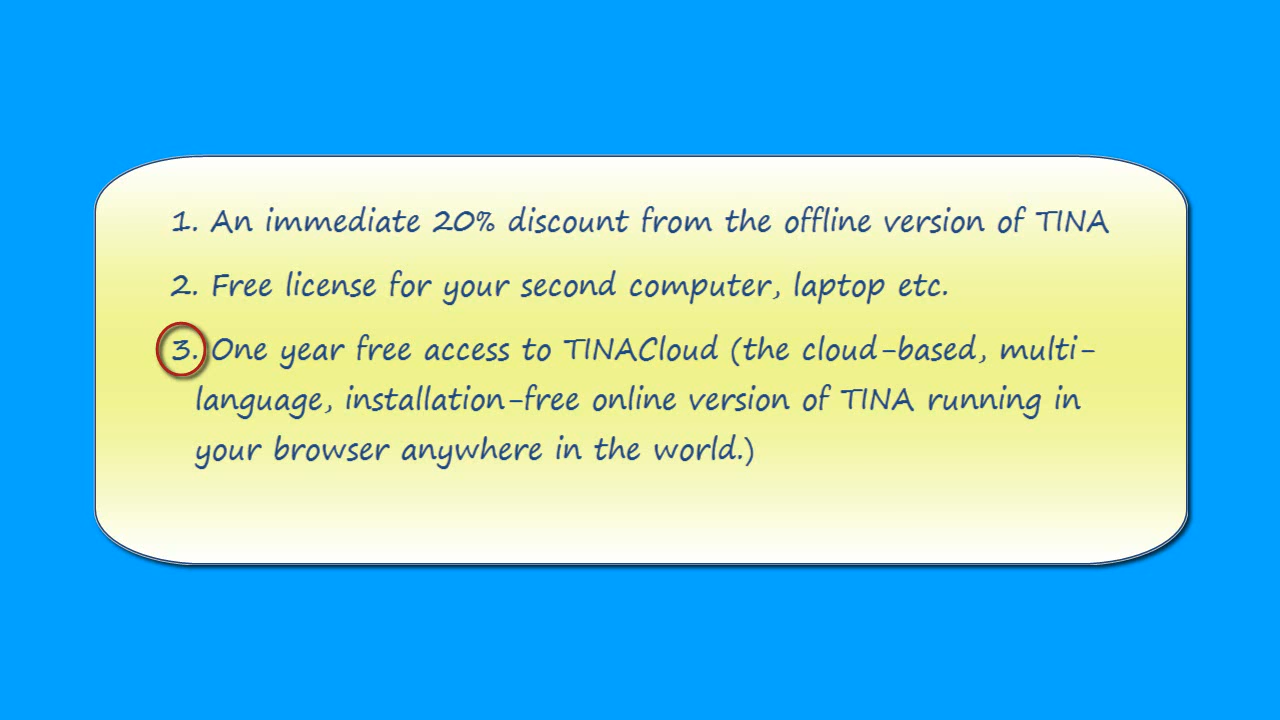 1. An immediate 20% discount from the offline version of TINA
2. Free license for your second computer, laptop etc.
3. One year free access to TINACloud (the cloud-based, multi-
language, installation-free online version of TINA running in
your browser anywhere in the world.)